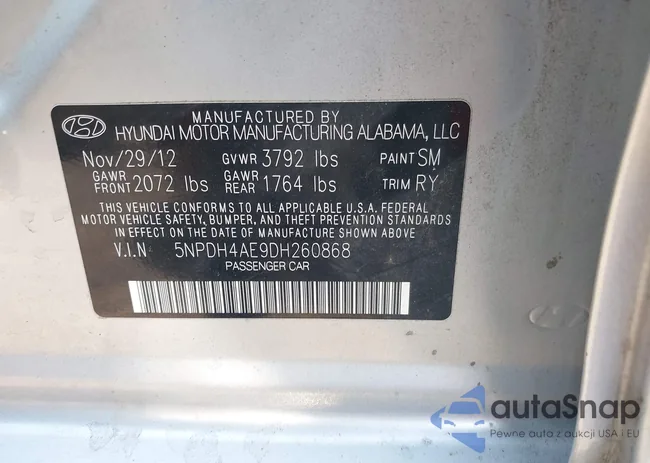 MANUFACTURED BY
HYUNDAI MOTOR MANUFACTURING ALABAMA, LLC
Nov/29/12 GVWR 3792 lbs PAINT SM
GAWR FRONT 2072 lbs GAWR REAR 1764 lbs TRIM RY
THIS VEHICLE CONFORMS TO ALL APPLICABLE U.S.A. FEDERAL
MOTOR VEHICLE SAFETY, BUMPER, AND THEFT PREVENTION STANDARDS
IN EFFECT ON THE DATE OF MANUFACTURE SHOWN ABOVE.
V.I.N 5NPDH4AE9DH260868
PASSENGER CAR
autaSnap
Pewne auta z aukcji USA i EU